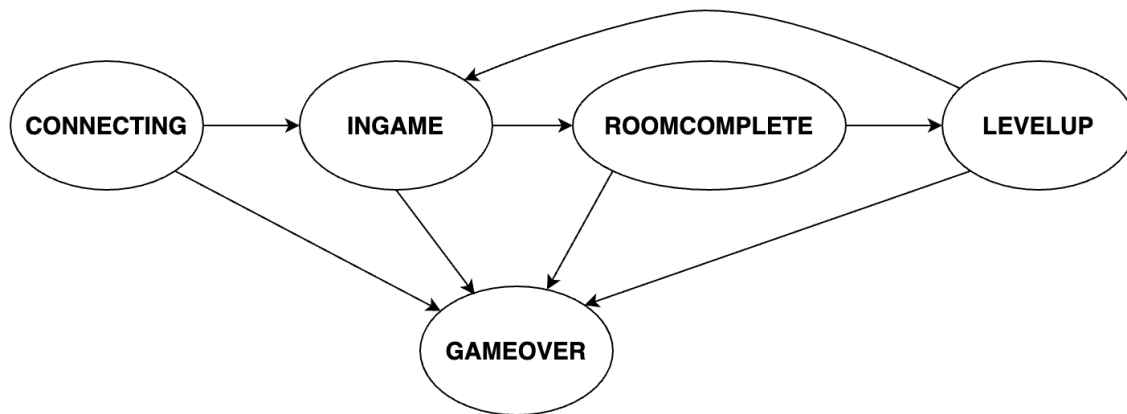 CONNECTING
INGAME
ROOMCOMPLETE
LEVELUP
GAMEOVER